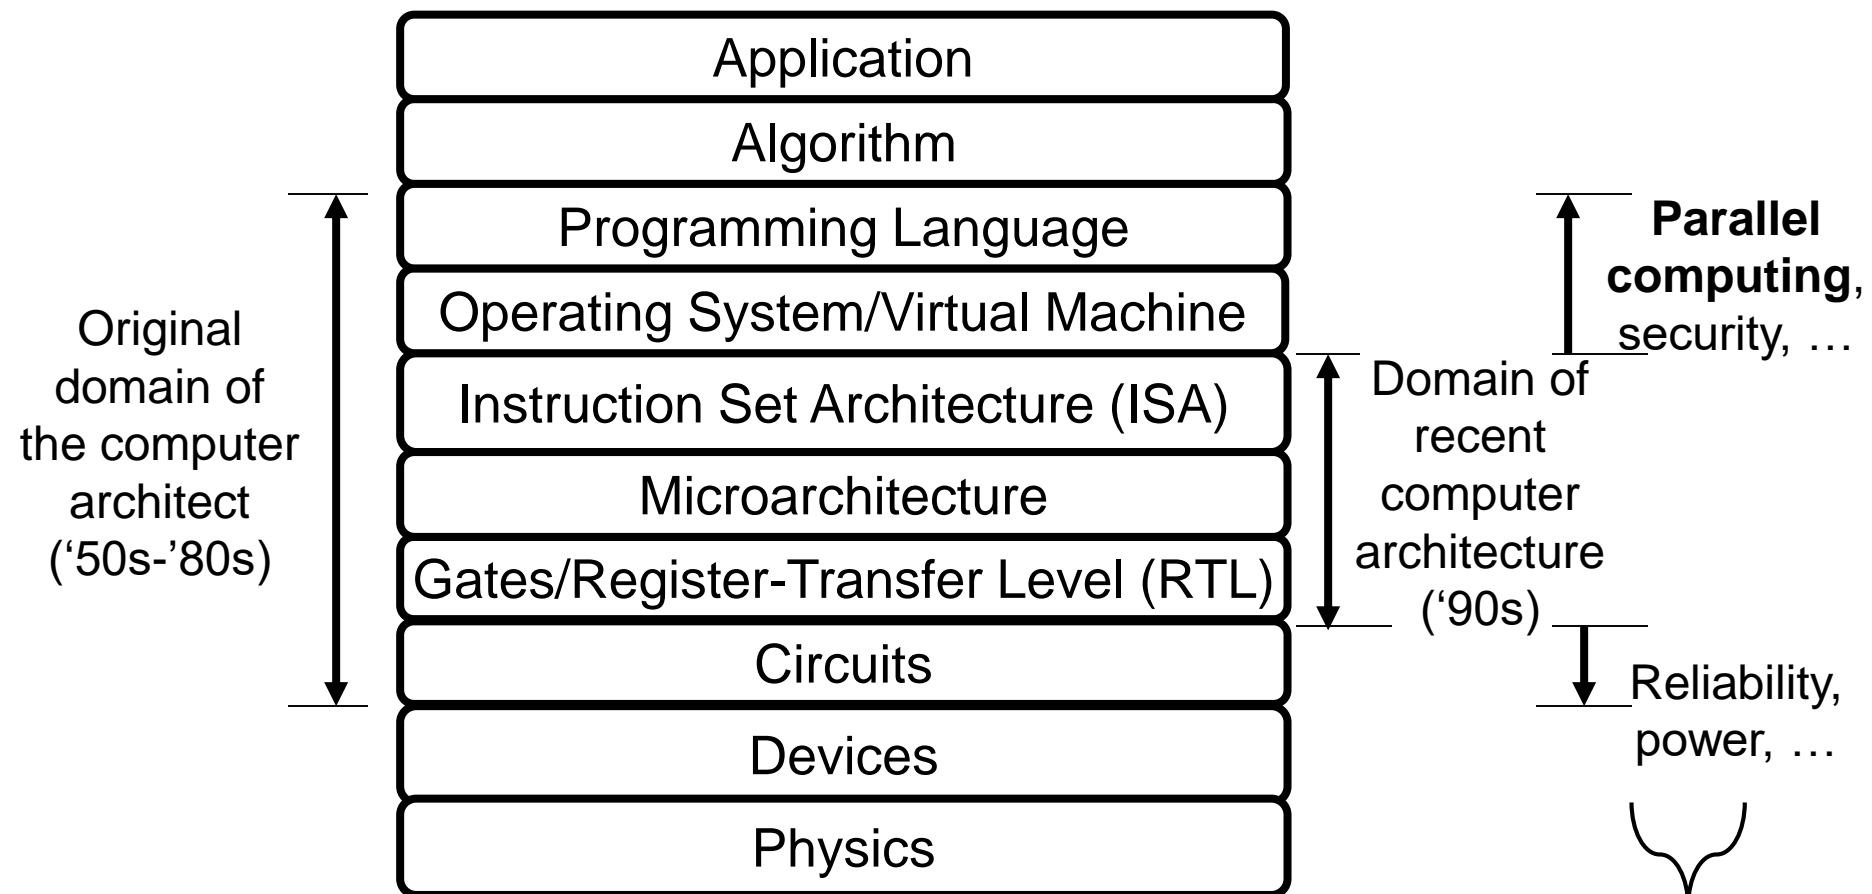 Application
Algorithm
Programming Language
Operating System/Virtual Machine
Instruction Set Architecture (ISA)
Microarchitecture
Gates/Register-Transfer Level (RTL)
Circuits
Devices
Physics
Original
domain of
the computer
architect
(‘50s-’80s)
Domain of
recent
computer
architecture
(‘90s)
Parallel
computing,
security, …
Reliability,
power, …